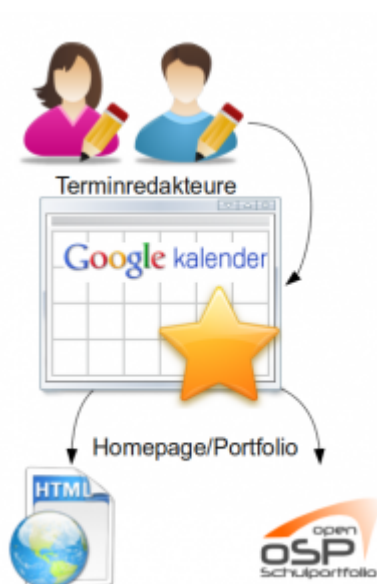 Terminredakteure
Google kalender
Homepage/Portfolio
HTML
open
OSP
Schulportfolio